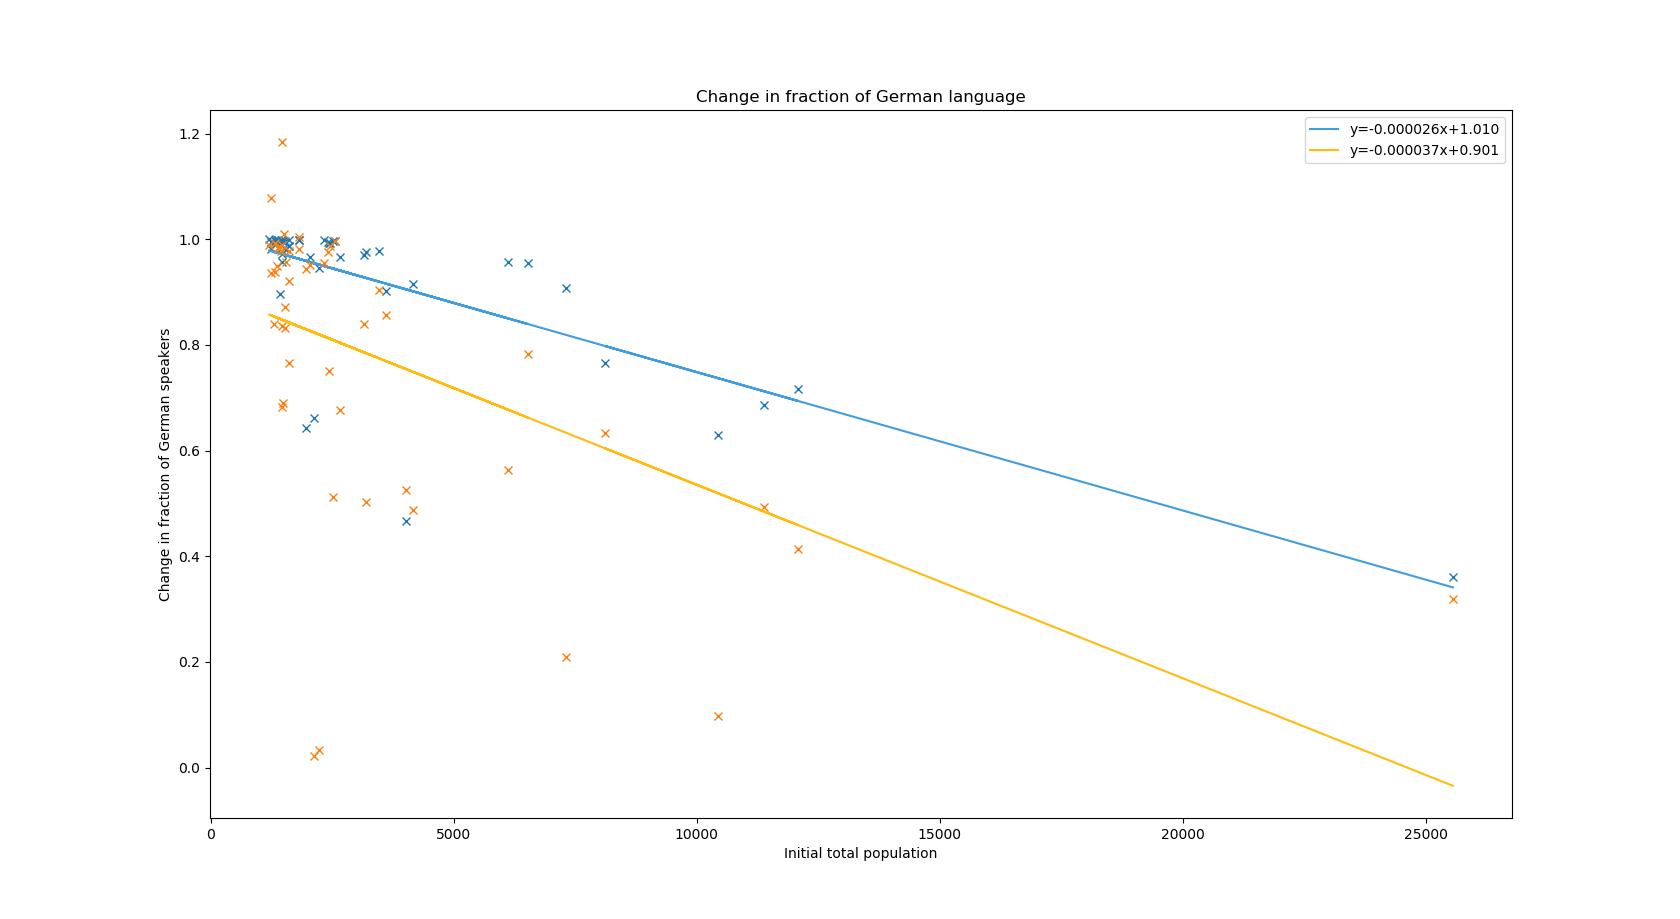 Change in fraction of German language
y=-0.000026x+1.010
y=-0.000037x+0.901
1.2
1.0
0.8
0.6
0.4
0.2
0.0
Change in fraction of German speakers
0 5000 10000 15000 20000 25000
Initial total population